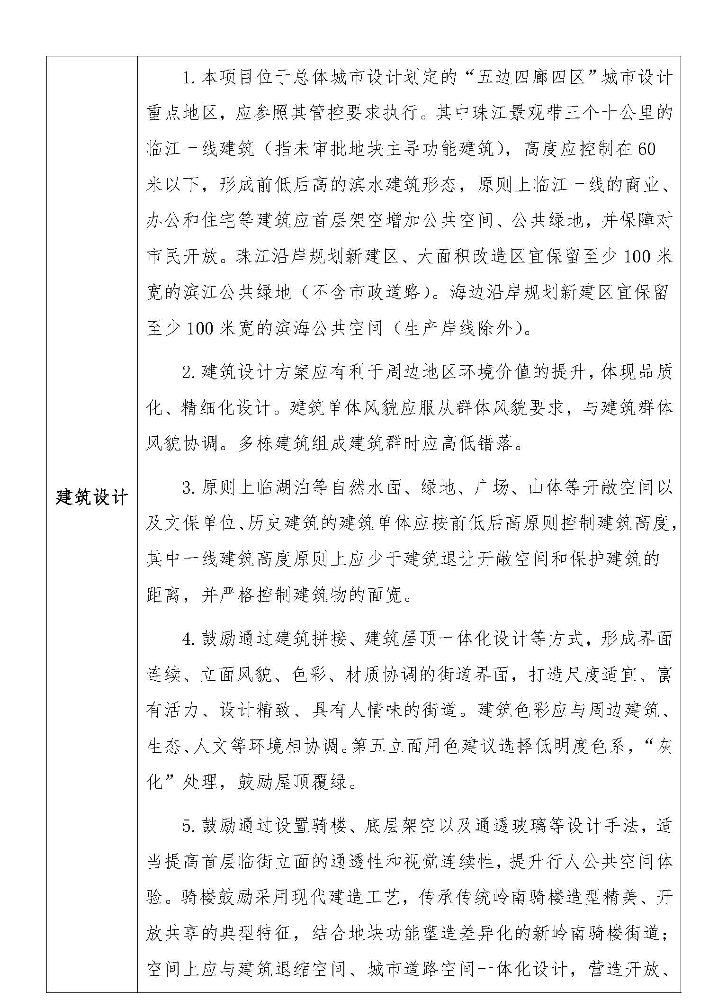 建筑设计
1. 本项目位于总体城市设计划定的“五边四廊四区”城市设计
重点地区，应参照其管控要求执行。其中珠江景观带三个十公里的
临江一线建筑（指未审批地块主导功能建筑），高度应控制在 60
米以下，形成前低后高的滨水建筑形态，原则上临江一线的商业、
办公和住宅等建筑应首层架空增加公共空间、公共绿地，并保障对
市民开放。珠江沿岸规划新建区、大面积改造区宜保留至少 100 米
宽的滨江公共绿地（不含市政道路）。海边沿岸规划新建区宜保留
至少 100 米宽的滨海公共空间（生产岸线除外）。
2. 建筑设计方案应有利于周边地区环境价值的提升，体现品质
化、精细化设计。建筑单体风貌应服从群体风貌要求，与建筑群体
风貌协调。多栋建筑组成建筑群时应高低错落。
3. 原则上临湖泊等自然水面、绿地、广场、山体等开敞空间以
及文保单位、历史建筑的建筑单体应按前低后高原则控制建筑高度，
其中一线建筑高度原则上应少于建筑退让开敞空间和保护建筑的
距离，并严格控制建筑物的面宽。
4. 鼓励通过建筑拼接、建筑屋顶一体化设计等方式，形成界面
连续、立面风貌、色彩、材质协调的街道界面，打造尺度适宜、富
有活力、设计精致、具有人情味的街道。建筑色彩应与周边建筑、
生态、人文等环境相协调。第五立面用色建议选择低明度色系，“灰
化”处理，鼓励屋顶覆绿。
5. 鼓励通过设置骑楼、底层架空以及通透玻璃等设计手法，适
当提高首层临街立面的通透性和视觉连续性，提升行人公共空间体
验。骑楼鼓励采用现代建造工艺，传承传统岭南骑楼造型精美、开
放共享的典型特征，结合地块功能塑造差异化的新岭南骑楼街道；
空间上应与建筑退缩空间、城市道路空间一体化设计，营造开放、